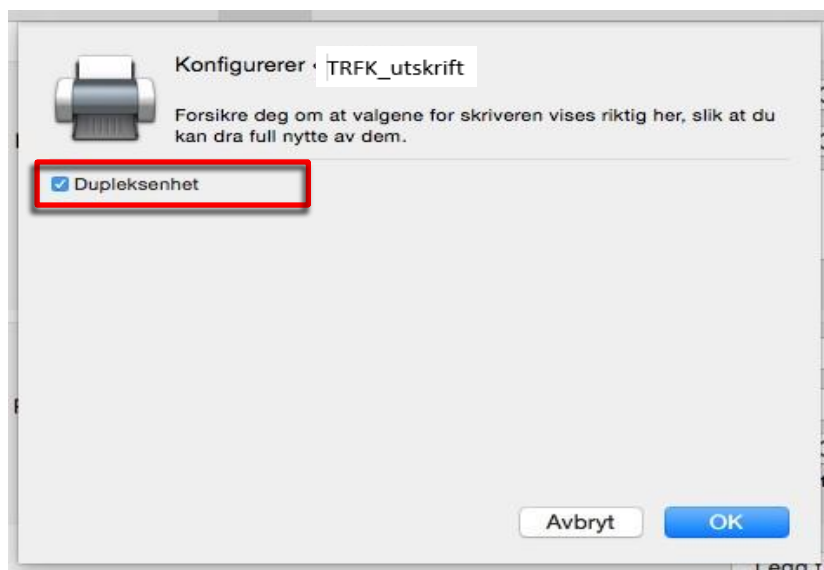 Konfigurerer ‹ TRFK_utskrift
Forsikre deg om at valgene for skriveren vises riktig her, slik at du
kan dra full nytte av dem.
Dupleksenhet
Avbryt
OK